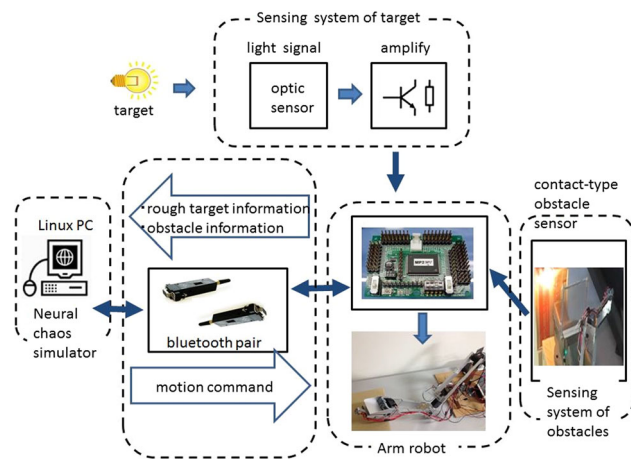 Sensing system of target
light signal
amplify
optic
sensor
target
• rough target information
• obstacle information
Linux PC
Neural
chaos
simulator
bluetooth pair
motion command
Arm robot
contact-type
obstacle
sensor
Sensing
system of
obstacles